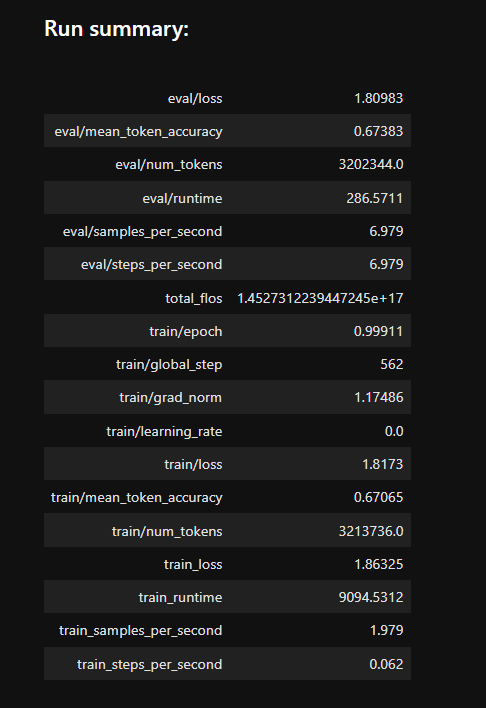 Run summary:
eval/loss 1.80983
eval/mean_token_accuracy 0.67383
eval/num_tokens 3202344.0
eval/runtime 286.5711
eval/samples_per_second 6.979
eval/steps_per_second 6.979
total_flos 1.4527312239447245e+17
train/epoch 0.99911
train/global_step 562
train/grad_norm 1.17486
train/learning_rate 0.0
train/loss 1.8173
train/mean_token_accuracy 0.67065
train/num_tokens 3213736.0
train_loss 1.86325
train_runtime 9094.5312
train_samples_per_second 1.979
train_steps_per_second 0.062